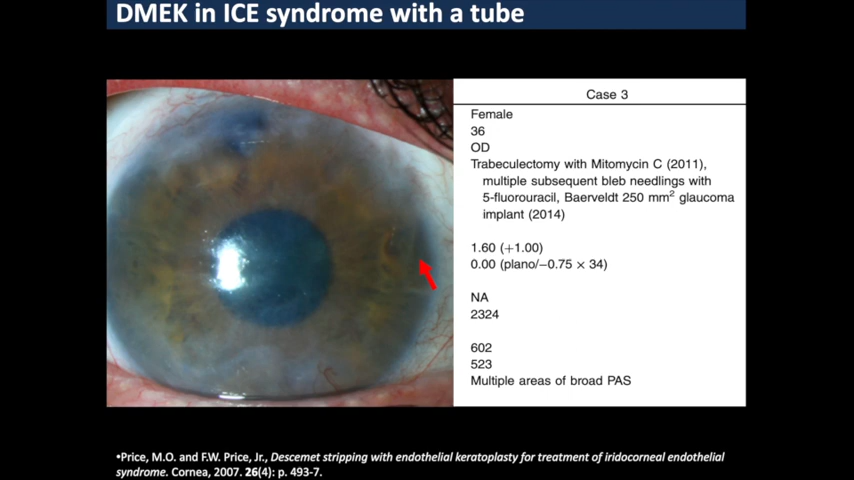 DMEK in ICE syndrome with a tube
Case 3
Female
36
OD
Trabeculectomy with Mitomycin C (2011),
multiple subsequent bleb needlings with
5-fluorouracil, Baerveldt 250 mm² glaucoma
implant (2014)
1.60 (+1.00)
0.00 (plano/−0.75 × 34)
NA
2324
602
523
Multiple areas of broad PAS
•Price, M.O. and F.W. Price, Jr., Descemet stripping with endothelial keratoplasty for treatment of iridocorneal endothelial
syndrome. Cornea, 2007. 26(4): p. 493-7.